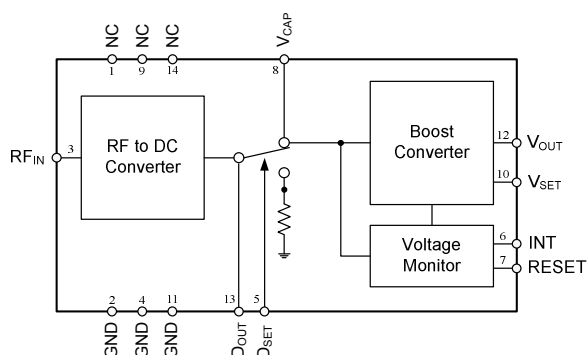 NC NC NC V_CAP
1 9 14 8
RF to DC
Converter
Boost
Converter
RF_IN 3
12 V_OUT
10 V_SET
Voltage
Monitor
6 INT
7 RESET
2 4 11 13 5
GND GND GND D_OUT D_SET